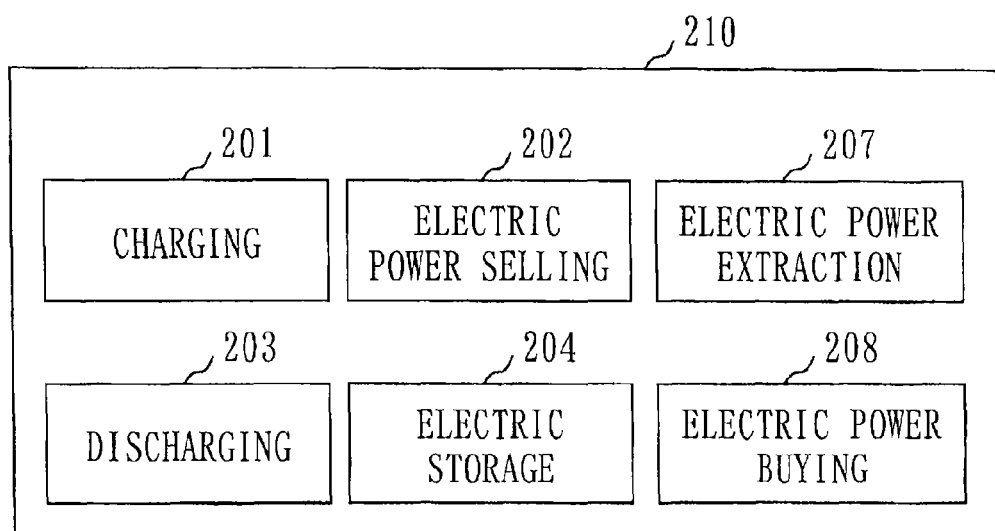 210
201
202
207
CHARGING
ELECTRIC
POWER SELLING
ELECTRIC POWER
EXTRACTION
203
204
208
DISCHARGING
ELECTRIC
STORAGE
ELECTRIC POWER
BUYING